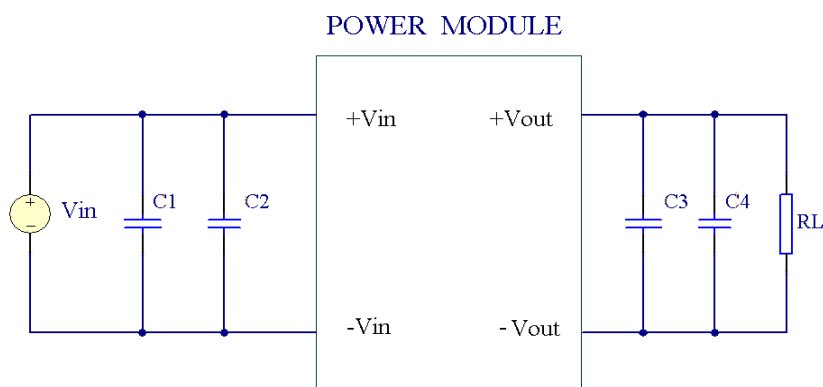 POWER MODULE
+Vin
+Vout
+
Vin
−
C1
C2
C3
C4
RL
-Vin
-Vout